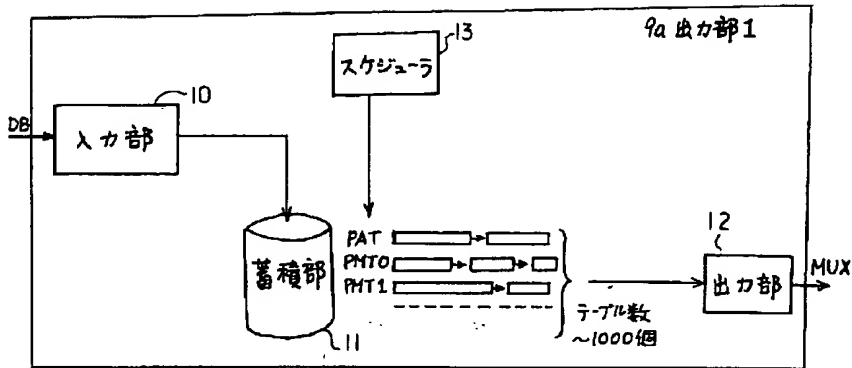 9a 出力部1
13
スケジューラ
10
DB
入力部
蓄積部
11
PAT
PMT0
PMT1
テーブル数
~1000個
12
出力部
MUX